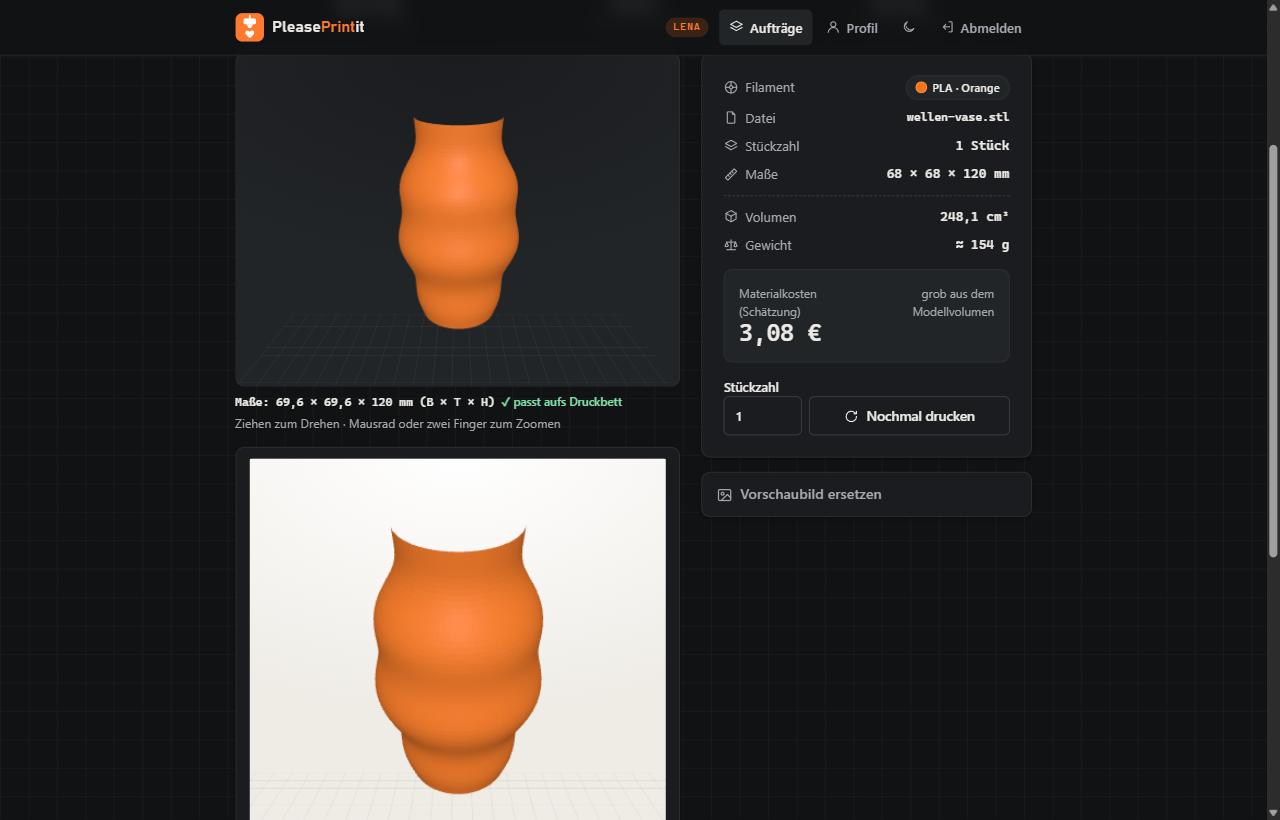 PleasePrintit
LENA
Aufträge
Profil
Abmelden
Maße: 69,6 × 69,6 × 120 mm (B × T × H) ✓ passt aufs Druckbett
Ziehen zum Drehen · Mausrad oder zwei Finger zum Zoomen
Filament
PLA · Orange
Datei
wellen-vase.stl
Stückzahl
1 Stück
Maße
68 × 68 × 120 mm
Volumen
248,1 cm³
Gewicht
≈ 154 g
Materialkosten
(Schätzung)
grob aus dem
Modellvolumen
3,08 €
Stückzahl
1
Nochmal drucken
Vorschaubild ersetzen